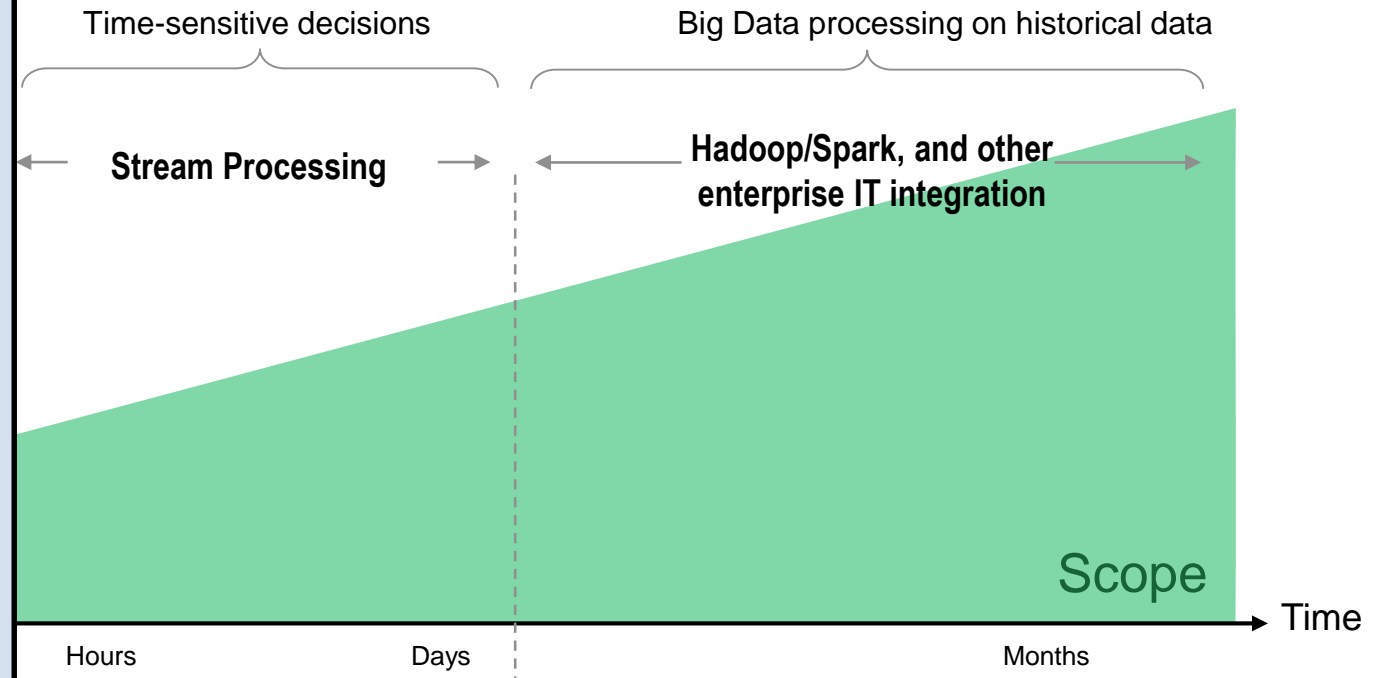 Time-sensitive decisions
Big Data processing on historical data
Stream Processing
Hadoop/Spark, and other
enterprise IT integration
Scope
Time
Hours
Days
Months